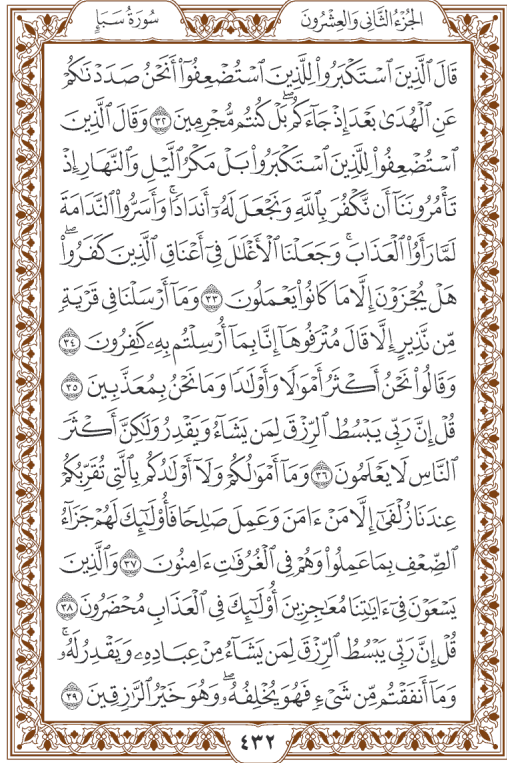 الجُزْءُ الثَّانِي وَالعِشْرُونَ
سُورَةُ سَبَإٍ
قَالَ ٱلَّذِينَ ٱسْتَكْبَرُوا۟ لِلَّذِينَ ٱسْتُضْعِفُوٓا۟ أَنَحْنُ صَدَدْنَٰكُمْ
عَنِ ٱلْهُدَىٰ بَعْدَ إِذْ جَآءَكُم ۖ بَلْ كُنتُم مُّجْرِمِينَ ٣٢ وَقَالَ ٱلَّذِينَ
ٱسْتُضْعِفُوا۟ لِلَّذِينَ ٱسْتَكْبَرُوا۟ بَلْ مَكْرُ ٱلَّيْلِ وَٱلنَّهَارِ إِذْ
تَأْمُرُونَنَآ أَن نَّكْفُرَ بِٱللَّهِ وَنَجْعَلَ لَهُۥٓ أَندَادًا ۚ وَأَسَرُّوا۟ ٱلنَّدَامَةَ
لَمَّا رَأَوُا۟ ٱلْعَذَابَ ۚ وَجَعَلْنَا ٱلْأَغْلَٰلَ فِىٓ أَعْنَاقِ ٱلَّذِينَ كَفَرُوا۟ ۖ
هَلْ يُجْزَوْنَ إِلَّا مَا كَانُوا۟ يَعْمَلُونَ ٣٣ وَمَآ أَرْسَلْنَا فِى قَرْيَةٍ
مِّن نَّذِيرٍ إِلَّا قَالَ مُتْرَفُوهَآ إِنَّا بِمَآ أُرْسِلْتُم بِهِۦ كَٰفِرُونَ ٣٤
وَقَالُوا۟ نَحْنُ أَكْثَرُ أَمْوَٰلًا وَأَوْلَٰدًا وَمَا نَحْنُ بِمُعَذَّبِينَ ٣٥
قُلْ إِنَّ رَبِّى يَبْسُطُ ٱلرِّزْقَ لِمَن يَشَآءُ وَيَقْدِرُ وَلَٰكِنَّ أَكْثَرَ
ٱلنَّاسِ لَا يَعْلَمُونَ ٣٦ وَمَآ أَمْوَٰلُكُمْ وَلَآ أَوْلَٰدُكُم بِٱلَّتِى تُقَرِّبُكُمْ
عِندَنَا زُلْفَىٰٓ إِلَّا مَنْ ءَامَنَ وَعَمِلَ صَٰلِحًا فَأُو۟لَٰٓئِكَ لَهُمْ جَزَآءُ
ٱلضِّعْفِ بِمَا عَمِلُوا۟ وَهُمْ فِى ٱلْغُرُفَٰتِ ءَامِنُونَ ٣٧ وَٱلَّذِينَ
يَسْعَوْنَ فِىٓ ءَايَٰتِنَا مُعَٰجِزِينَ أُو۟لَٰٓئِكَ فِى ٱلْعَذَابِ مُحْضَرُونَ ٣٨
قُلْ إِنَّ رَبِّى يَبْسُطُ ٱلرِّزْقَ لِمَن يَشَآءُ مِنْ عِبَادِهِۦ وَيَقْدِرُ لَهُۥ ۚ
وَمَآ أَنفَقْتُم مِّن شَىْءٍ فَهُوَ يُخْلِفُهُۥ ۖ وَهُوَ خَيْرُ ٱلرَّٰزِقِينَ ٣٩
٤٣٢